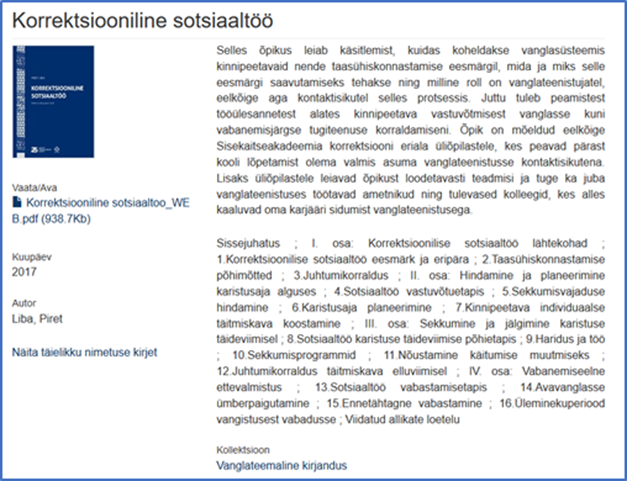 Korrektsiooniline sotsiaaltöö
KORREKTSIOONILINE
SOTSIAALTÖÖ
Vaata/Ava
Korrektsiooniline sotsiaaltoo_WE
B.pdf (938.7Kb)
Kuupäev
2017
Autor
Liba, Piret
Näita täielikku nimetuse kirjet
Selles õpikus leiab käsitlemist, kuidas koheldakse vanglasüsteemis
kinnipeetavaid nende taasühiskonnastamise eesmärgil, mida ja miks selle
eesmärgi saavutamiseks tehakse ning milline roll on vanglateenistujatel,
eelkõige aga kontaktisikutel selles protsessis. Juttu tuleb peamistest
tööülesannetest alates kinnipeetava vastuvõtmisest vanglasse kuni
vabanemisjärgse tugiteenuse korraldamiseni. Õpik on mõeldud eelkõige
Sisekaitseakadeemia korrektsiooni eriala üliõpilastele, kes peavad pärast
kooli lõpetamist olema valmis asuma vanglateenistusse kontaktisikutena.
Lisaks üliõpilastele leiavad õpikust loodetavasti teadmisi ja tuge ka juba
vanglateenistuses töötavad ametnikud ning tulevased kolleegid, kes alles
kaaluvad oma karjääri sidumist vanglateenistusega.
Sissejuhatus ; I. osa: Korrektsioonilise sotsiaaltöö lähtekohad ;
1.Korrektsioonilise sotsiaaltöö eesmärk ja eripära ; 2.Taasühiskonnastamise
põhimõtted ; 3.Juhtumikorraldus ; II. osa: Hindamine ja planeerimine
karistusaja alguses ; 4.Sotsiaaltöö vastuvõtuetapis ; 5.Sekkumisvajaduse
hindamine ; 6.Karistusaja planeerimine ; 7.Kinnipeetava individuaalse
täitmiskava koostamine ; III. osa: Sekkumine ja jälgimine karistuse
täideviimisel ; 8.Sotsiaaltöö karistuse täideviimise põhietapis ; 9.Haridus ja töö
; 10.Sekkumisprogrammid ; 11.Nõustamine käitumise muutmiseks ;
12.Juhtumikorraldus täitmiskava elluviimisel ; IV. osa: Vabanemiseelne
ettevalmistus ; 13.Sotsiaaltöö vabastamisetapis ; 14.Avavanglasse
ümberpaigutamine ; 15.Ennetähtagne vabastamine ; 16.Üleminekuperiood
vangistusest vabadusse ; Viidatud allikate loetelu
Kollektsioon
Vanglateemaline kirjandus